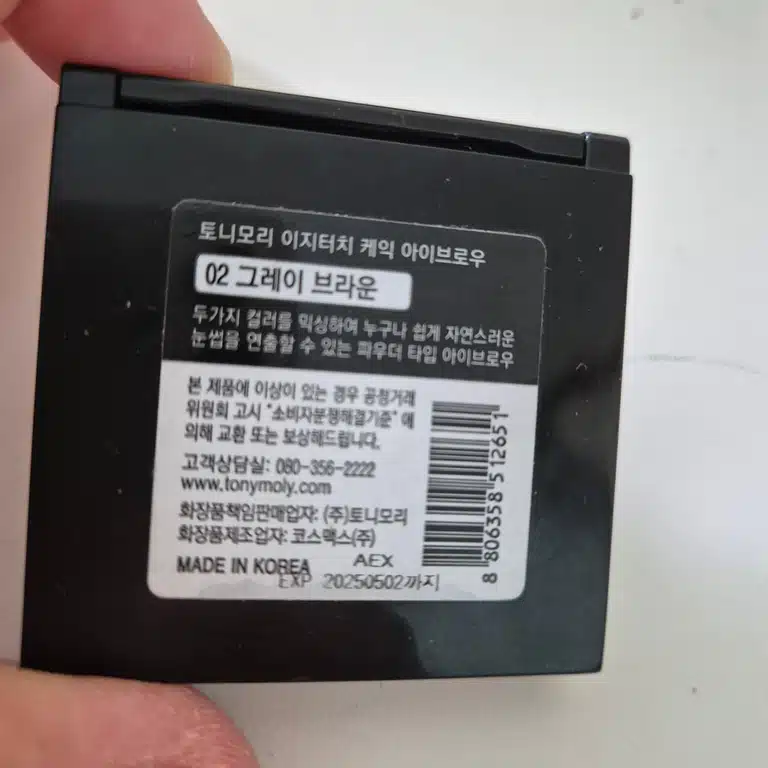 토니모리 이지터치 케익 아이브로우
02 그레이 브라운
두가지 컬러를 믹싱하여 누구나 쉽게 자연스러운
눈썹을 연출할 수 있는 파우더 타입 아이브로우
본 제품에 이상이 있는 경우 공정거래
위원회 고시 "소비자분쟁해결기준" 에
의해 교환 또는 보상해드립니다.
고객상담실: 080-356-2222
www.tonymoly.com
화장품책임판매업자: (주)토니모리
화장품제조업자: 코스맥스(주)
MADE IN KOREA
AEX
EXP 20250502까지
8 806358 512651